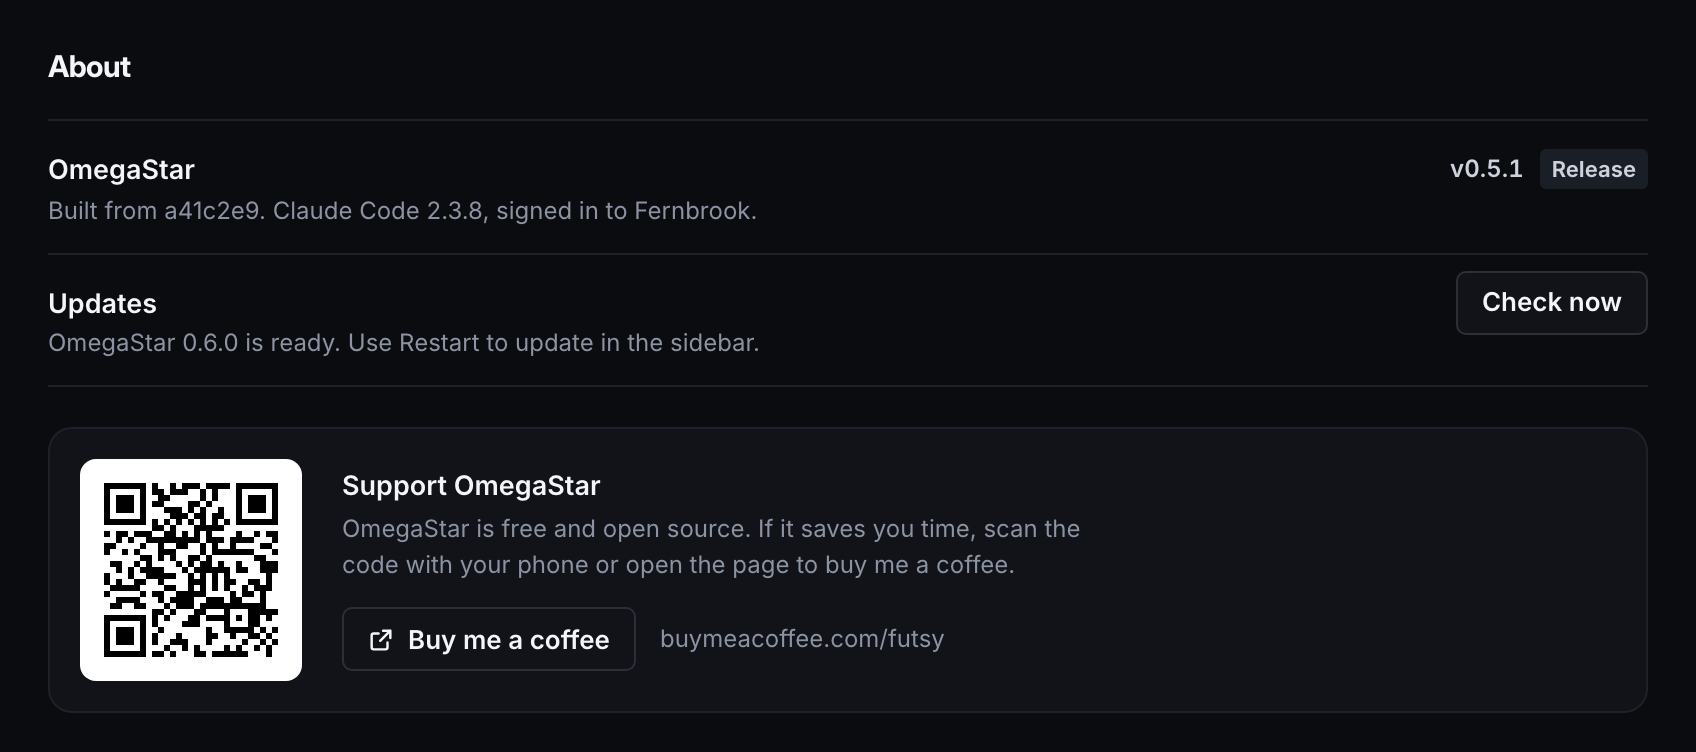 About
OmegaStar
v0.5.1 Release
Built from a41c2e9. Claude Code 2.3.8, signed in to Fernbrook.
Updates
Check now
OmegaStar 0.6.0 is ready. Use Restart to update in the sidebar.
Support OmegaStar
OmegaStar is free and open source. If it saves you time, scan the
code with your phone or open the page to buy me a coffee.
Buy me a coffee
buymeacoffee.com/futsy